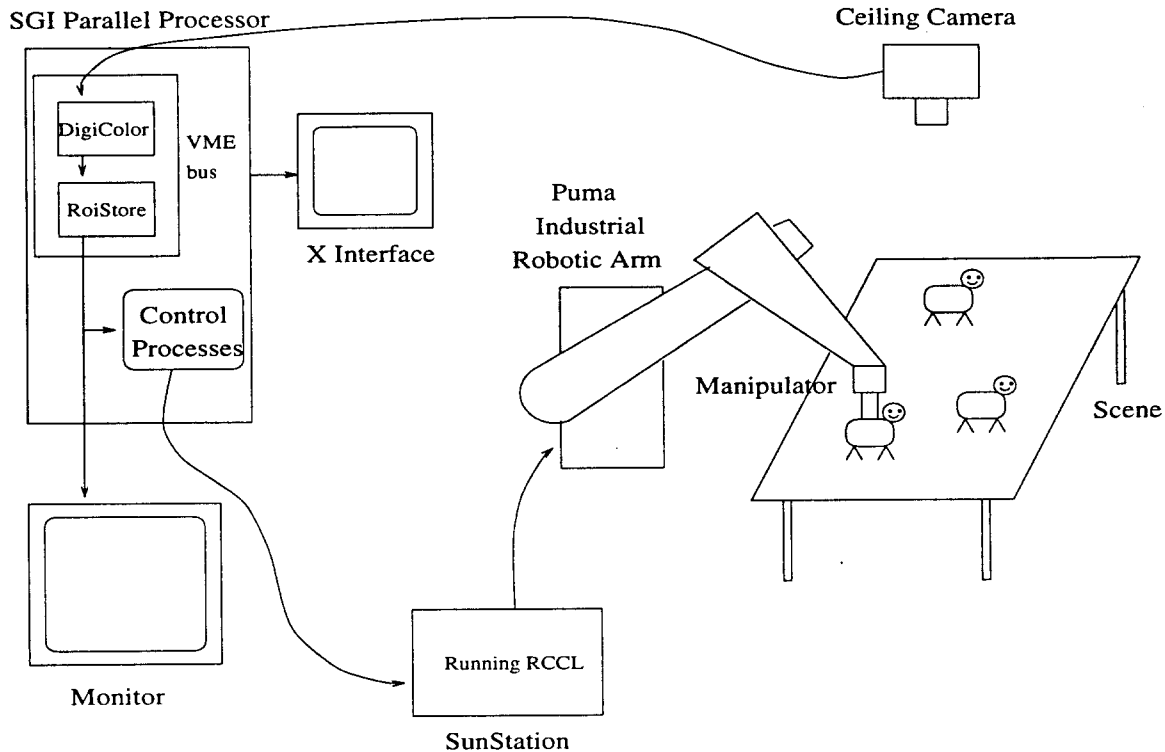 SGI Parallel Processor
Ceiling Camera
DigiColor
VME
bus
RoiStore
X Interface
Puma
Industrial
Robotic Arm
Control
Processes
Manipulator
Scene
Running RCCL
Monitor
SunStation